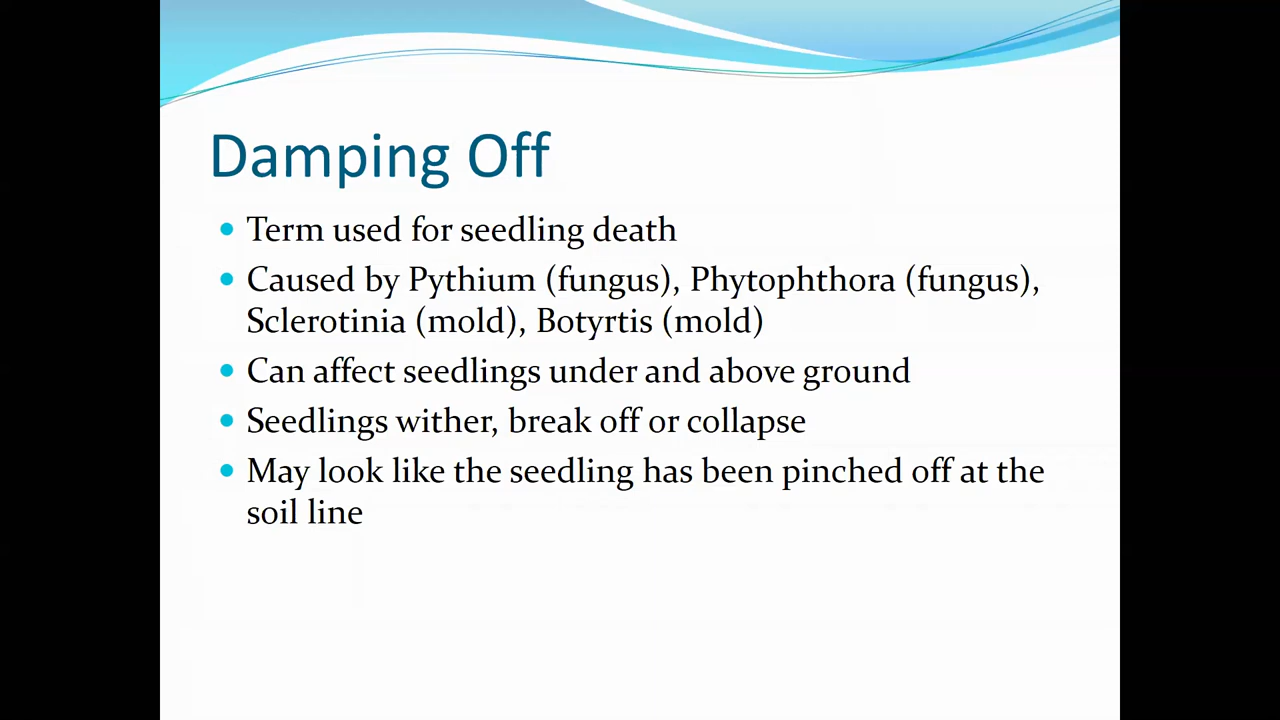 Damping Off
• Term used for seedling death
• Caused by Pythium (fungus), Phytophthora (fungus),
Sclerotinia (mold), Botyrtis (mold)
• Can affect seedlings under and above ground
• Seedlings wither, break off or collapse
• May look like the seedling has been pinched off at the
soil line